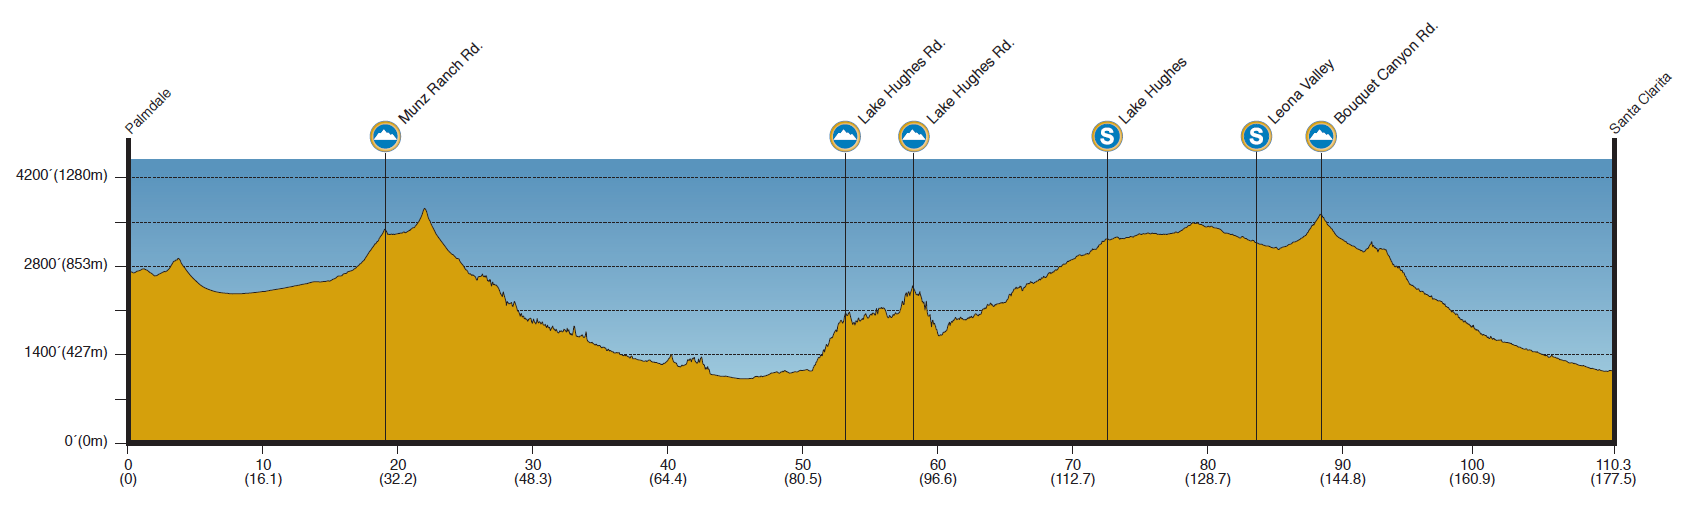 Palmdale
Munz Ranch Rd.
Lake Hughes Rd.
Lake Hughes Rd.
Lake Hughes
Leona Valley
Bouquet Canyon Rd.
Santa Clarita
S
S
4200´(1280m)
2800´(853m)
1400´(427m)
0´(0m)
0 10 20 30 40 50 60 70 80 90 100 110.3
(0) (16.1) (32.2) (48.3) (64.4) (80.5) (96.6) (112.7) (128.7) (144.8) (160.9) (177.5)